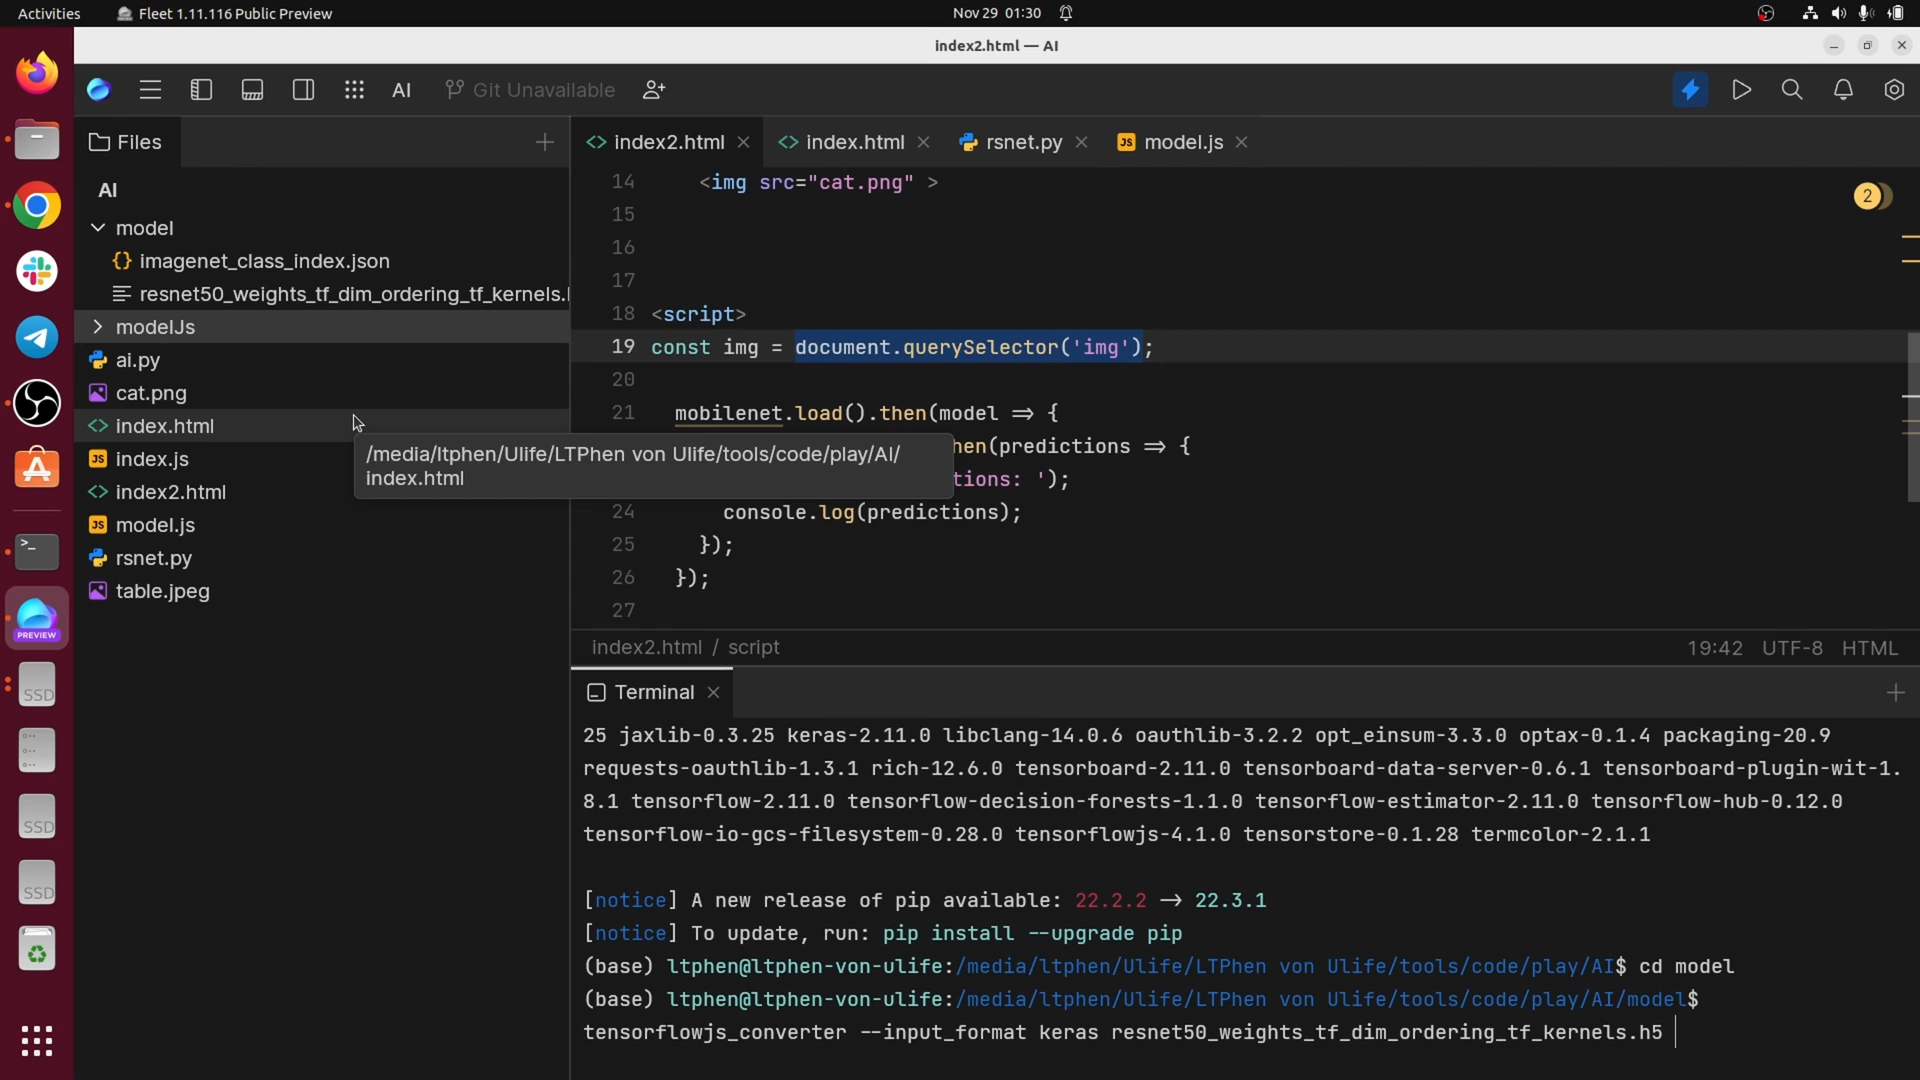 Activities
Fleet 1.11.116 Public Preview
Nov 29 01:30
index2.html — AI
AI
Git Unavailable
Files
AI
model
imagenet_class_index.json
resnet50_weights_tf_dim_ordering_tf_kernels.
modelJs
ai.py
cat.png
index.html
index.js
index2.html
model.js
rsnet.py
table.jpeg
/media/ltphen/Ulife/LTPhen von Ulife/tools/code/play/AI/
index.html
PREVIEW
SSD
SSD
SSD
index2.html
index.html
rsnet.py
model.js
2
14 <img src="cat.png" >
15
16
17
18 <script>
19 const img = document.querySelector('img');
20
21 mobilenet.load().then(model => {
hen(predictions => {
tions: ');
24 console.log(predictions);
25 });
26 });
27
index2.html / script
19:42 UTF-8 HTML
Terminal
25 jaxlib-0.3.25 keras-2.11.0 libclang-14.0.6 oauthlib-3.2.2 opt_einsum-3.3.0 optax-0.1.4 packaging-20.9
requests-oauthlib-1.3.1 rich-12.6.0 tensorboard-2.11.0 tensorboard-data-server-0.6.1 tensorboard-plugin-wit-1.
8.1 tensorflow-2.11.0 tensorflow-decision-forests-1.1.0 tensorflow-estimator-2.11.0 tensorflow-hub-0.12.0
tensorflow-io-gcs-filesystem-0.28.0 tensorflowjs-4.1.0 tensorstore-0.1.28 termcolor-2.1.1
[notice] A new release of pip available: 22.2.2 -> 22.3.1
[notice] To update, run: pip install --upgrade pip
(base) ltphen@ltphen-von-ulife:/media/ltphen/Ulife/LTPhen von Ulife/tools/code/play/AI$ cd model
(base) ltphen@ltphen-von-ulife:/media/ltphen/Ulife/LTPhen von Ulife/tools/code/play/AI/model$
tensorflowjs_converter --input_format keras resnet50_weights_tf_dim_ordering_tf_kernels.h5